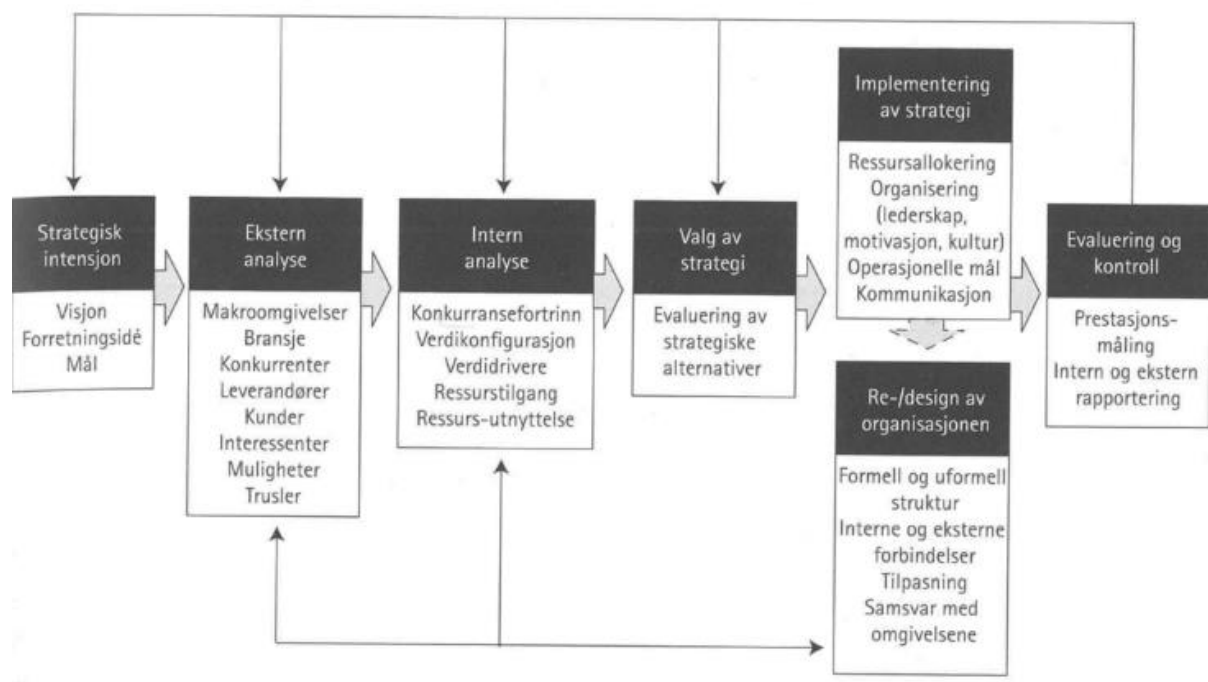 Strategisk
intensjon
Visjon
Forretningsidé
Mål
Ekstern
analyse
Makroomgivelser
Bransje
Konkurrenter
Leverandører
Kunder
Interessenter
Muligheter
Trusler
Intern
analyse
Konkurransefortrinn
Verdikonfigurasjon
Verdidrivere
Ressurstilgang
Ressurs-utnyttelse
Valg av
strategi
Evaluering av
strategiske
alternativer
Implementering
av strategi
Ressursallokering
Organisering
(lederskap,
motivasjon, kultur)
Operasjonelle mål
Kommunikasjon
Re-/design av
organisasjonen
Formell og uformell
struktur
Interne og eksterne
forbindelser
Tilpasning
Samsvar med
omgivelsene
Evaluering og
kontroll
Prestasjons-
måling
Intern og ekstern
rapportering